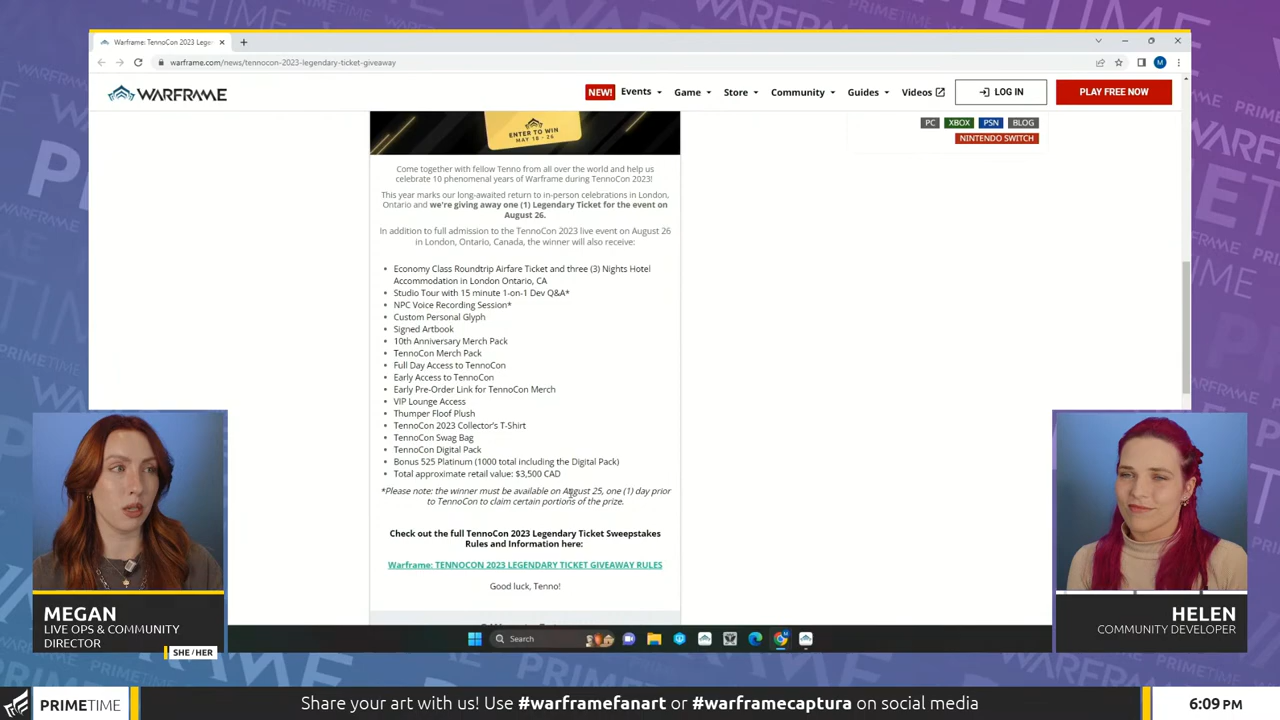 Warframe: TennoCon 2023 Lege
warframe.com/news/tennocon-2023-legendary-ticket-giveaway
M
WARFRAME
NEW! Events Game Store Community Guides Videos LOG IN PLAY FREE NOW
PC XBOX PSN BLOG
NINTENDO SWITCH
ENTER TO WIN
MAY 18 - 26
Come together with fellow Tenno from all over the world and help us
celebrate 10 phenomenal years of Warframe during TennoCon 2023!
This year marks our long-awaited return to in-person celebrations in London,
Ontario and we're giving away one (1) Legendary Ticket for the event on
August 26.
In addition to full admission to the TennoCon 2023 live event on August 26
in London, Ontario, Canada, the winner will also receive:
• Economy Class Roundtrip Airfare Ticket and three (3) Nights Hotel
Accommodation in London Ontario, CA
• Studio Tour with 15 minute 1-on-1 Dev Q&A*
• NPC Voice Recording Session*
• Custom Personal Glyph
• Signed Artbook
• 10th Anniversary Merch Pack
• TennoCon Merch Pack
• Full Day Access to TennoCon
• Early Access to TennoCon
• Early Pre-Order Link for TennoCon Merch
• VIP Lounge Access
• Thumper Floof Plush
• TennoCon 2023 Collector's T-Shirt
• TennoCon Swag Bag
• TennoCon Digital Pack
• Bonus 525 Platinum (1000 total including the Digital Pack)
• Total approximate retail value: $3,500 CAD
*Please note: the winner must be available on August 25, one (1) day prior
to TennoCon to claim certain portions of the prize.
Check out the full TennoCon 2023 Legendary Ticket Sweepstakes
Rules and Information here:
Warframe: TENNOCON 2023 LEGENDARY TICKET GIVEAWAY RULES
Good luck, Tenno!
Search
MEGAN
LIVE OPS & COMMUNITY
DIRECTOR
SHE / HER
HELEN
COMMUNITY DEVELOPER
PRIMETIME
Share your art with us! Use #warframefanart or #warframecaptura on social media
6:09 PM